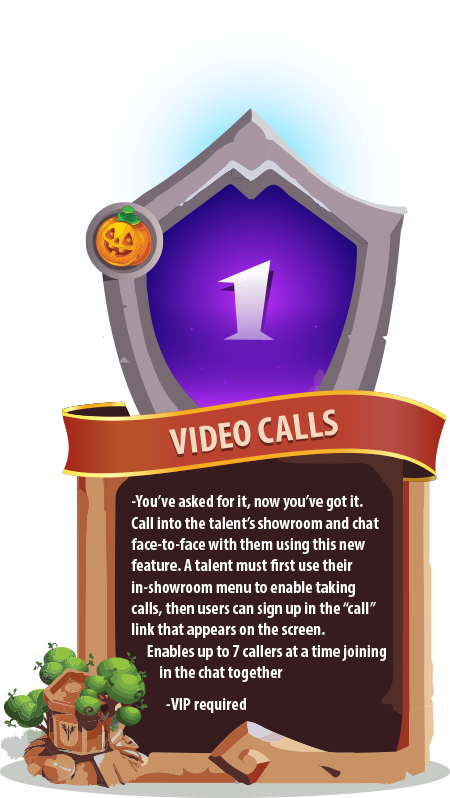 1
VIDEO CALLS
-You’ve asked for it, now you’ve got it.
Call into the talent’s showroom and chat
face-to-face with them using this new
feature. A talent must first use their
in-showroom menu to enable taking
calls, then users can sign up in the “call”
link that appears on the screen.
Enables up to 7 callers at a time joining
in the chat together
-VIP required